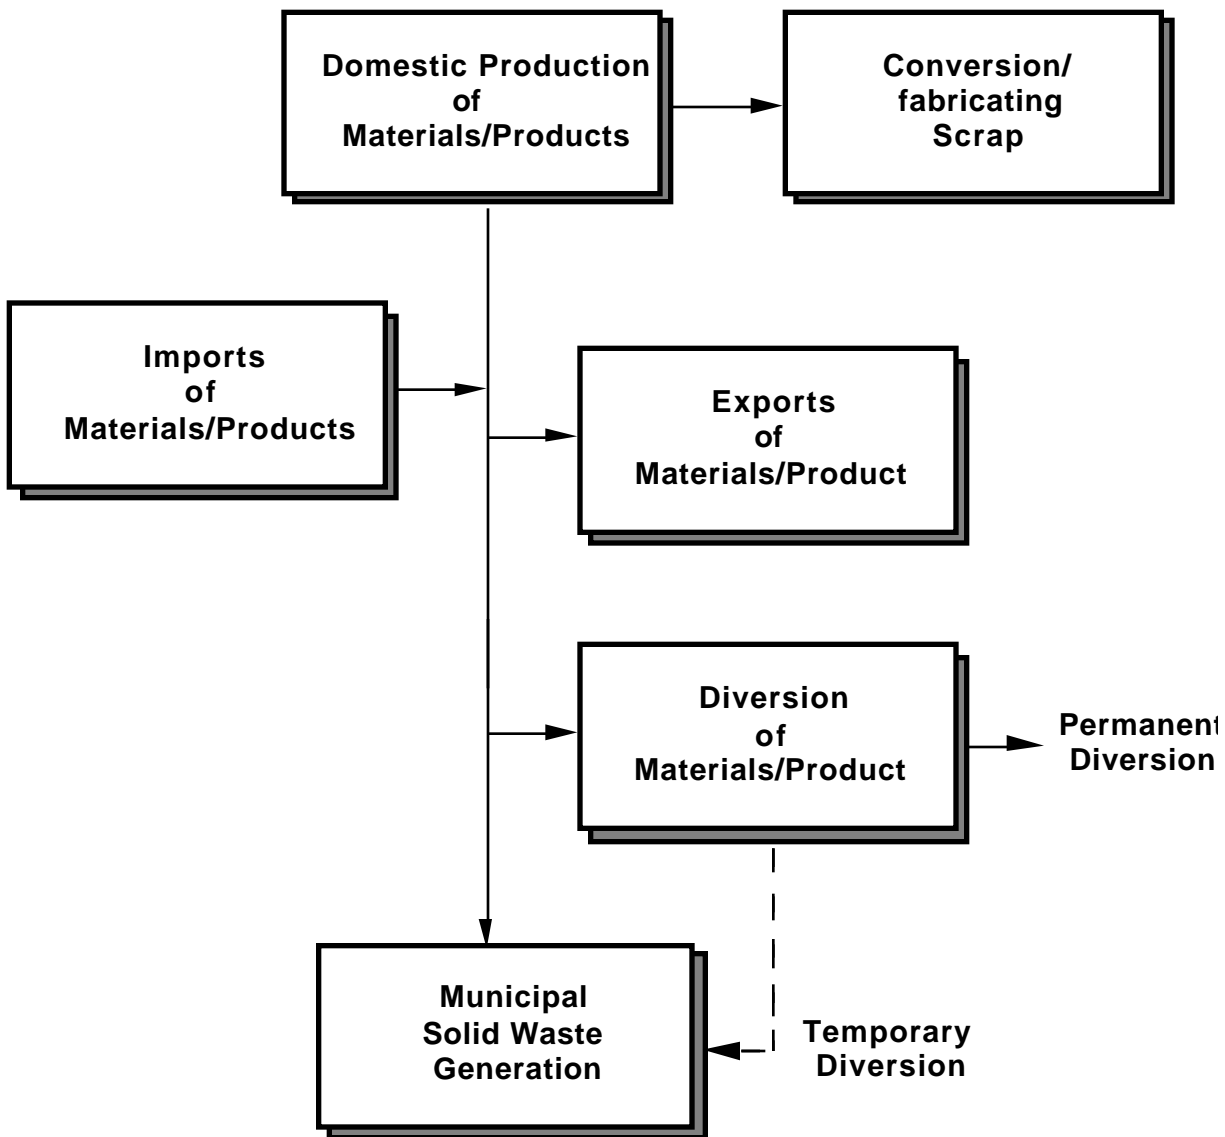 Domestic Production
of
Materials/Products
Conversion/
fabricating
Scrap
Imports
of
Materials/Products
Exports
of
Materials/Product
Diversion
of
Materials/Product
Permanent
Diversion
Municipal
Solid Waste
Generation
Temporary
Diversion